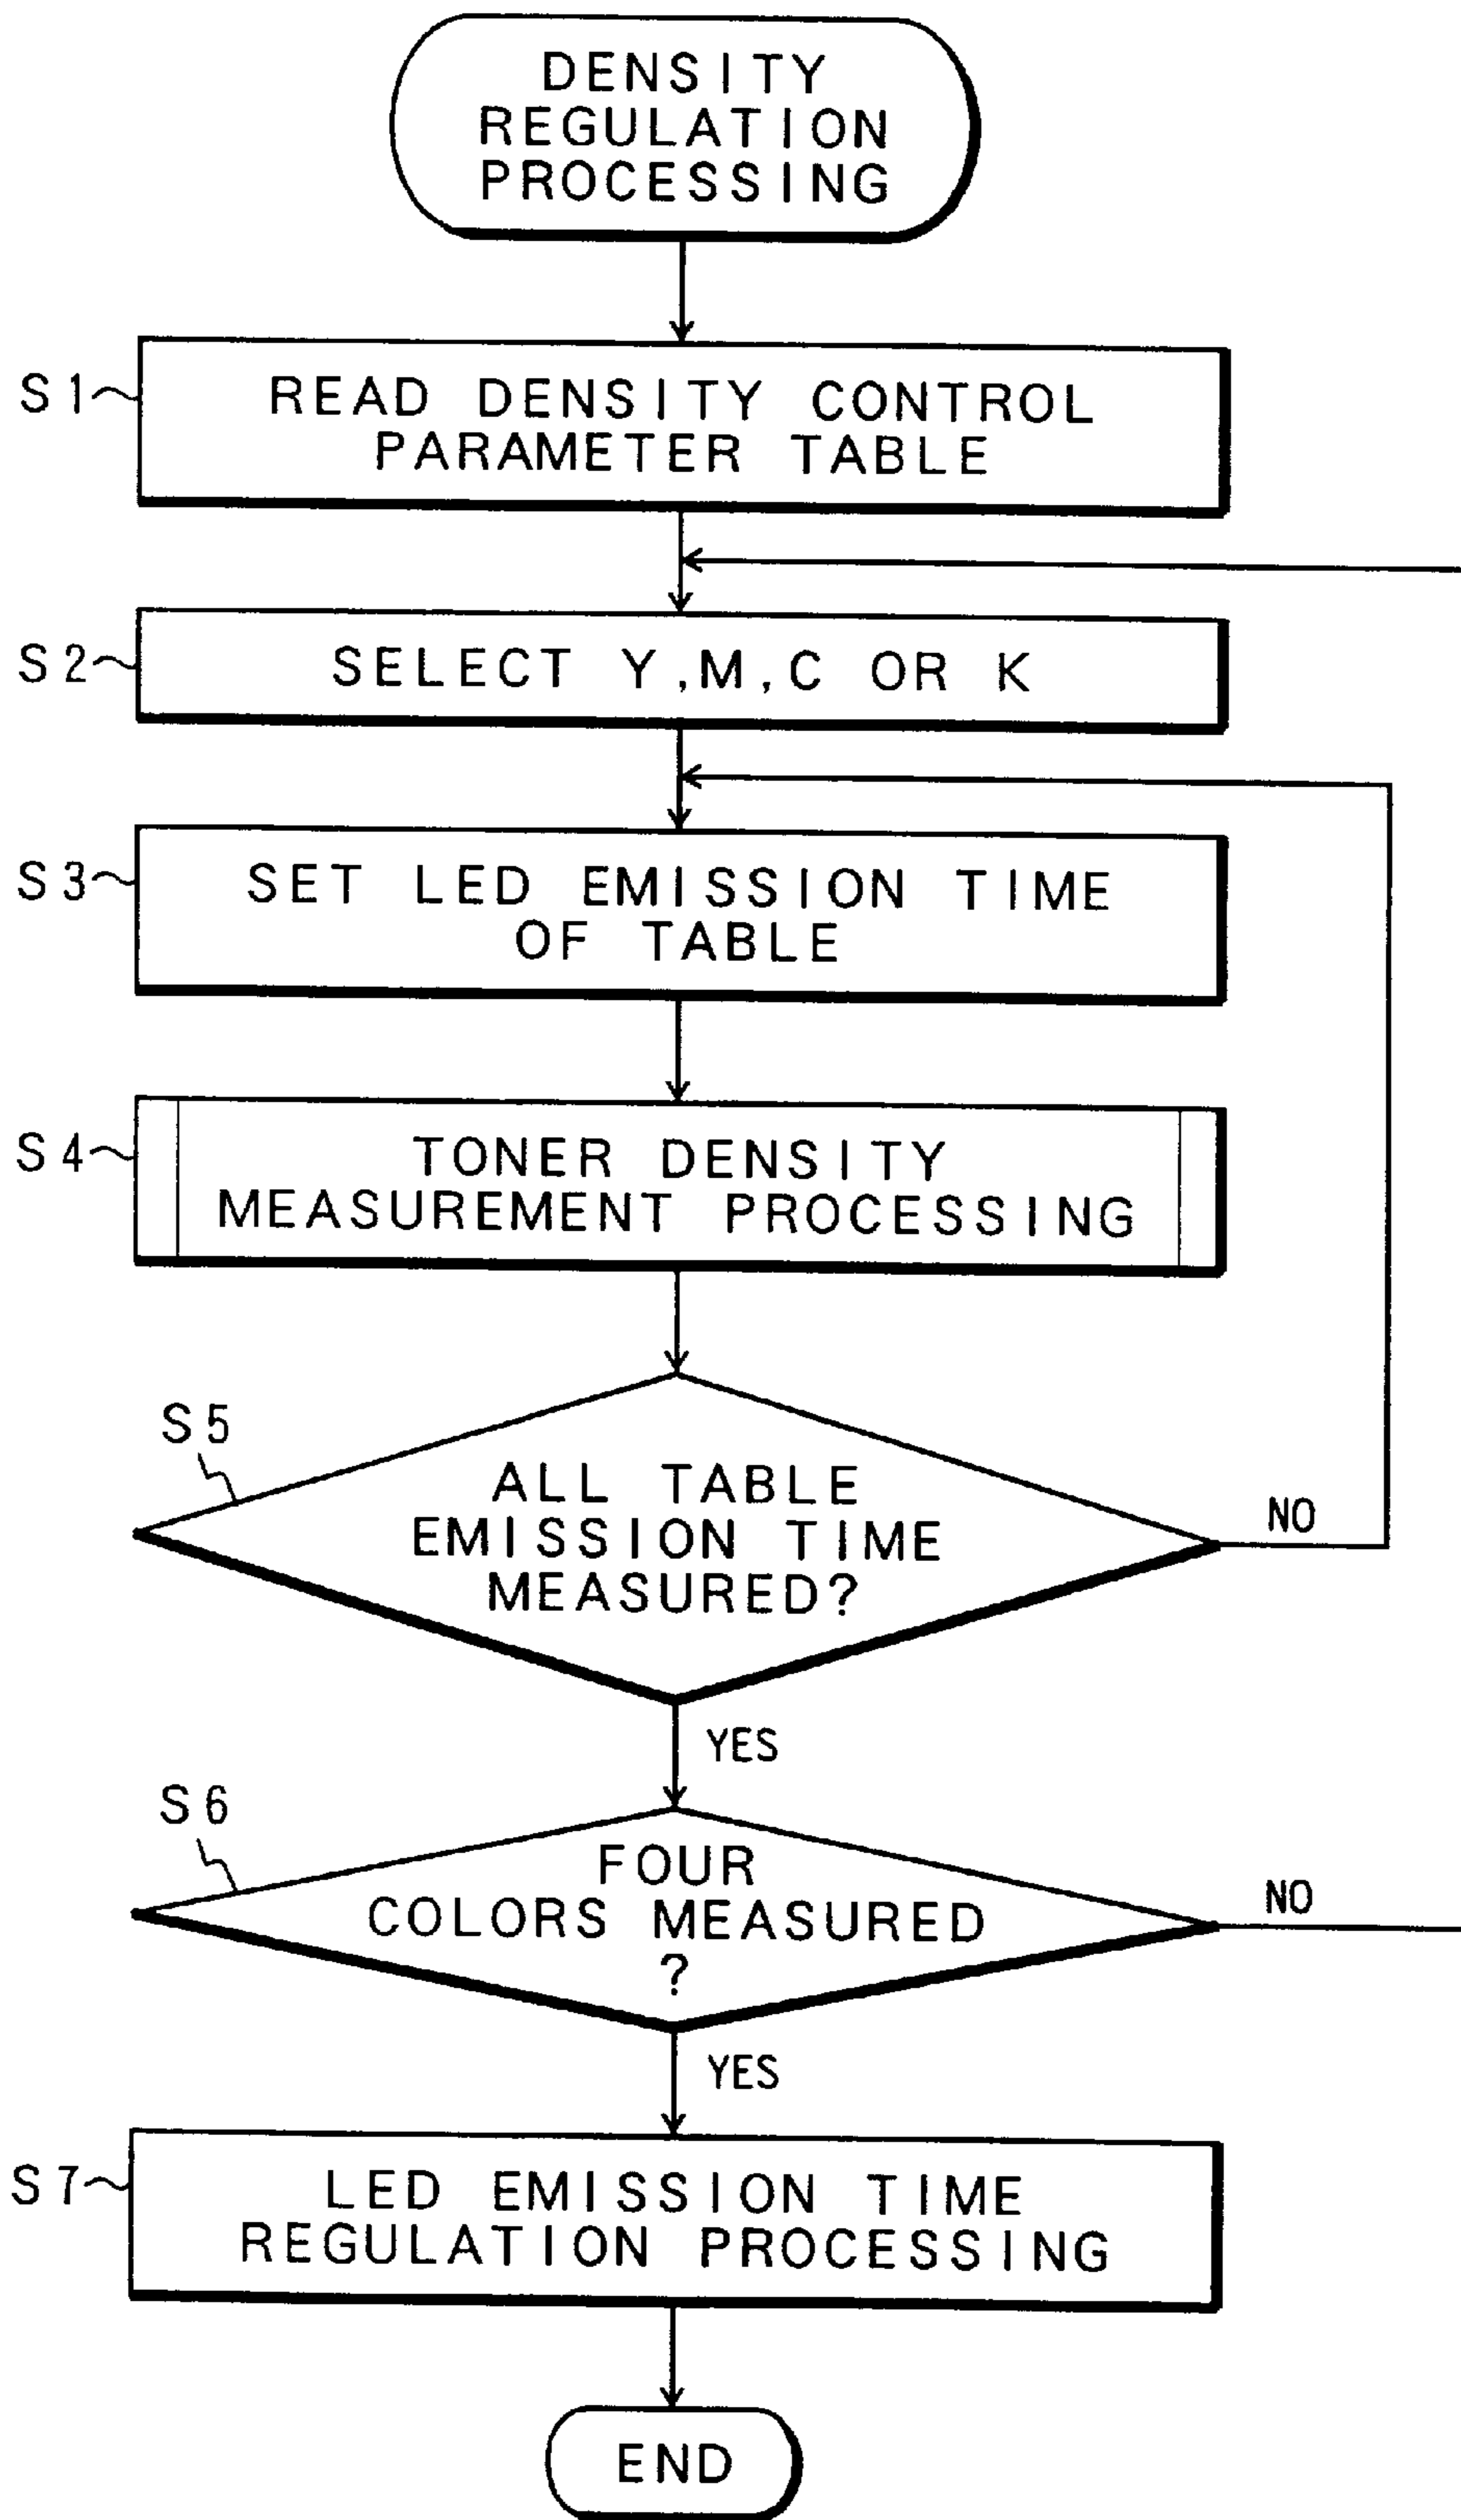 DENSITY
REGULATION
PROCESSING
S1
READ DENSITY CONTROL
PARAMETER TABLE
S2
SELECT Y,M,C OR K
S3
SET LED EMISSION TIME
OF TABLE
S4
TONER DENSITY
MEASUREMENT PROCESSING
S5
ALL TABLE
EMISSION TIME
MEASURED?
NO
YES
S6
FOUR
COLORS MEASURED
?
NO
YES
S7
LED EMISSION TIME
REGULATION PROCESSING
END